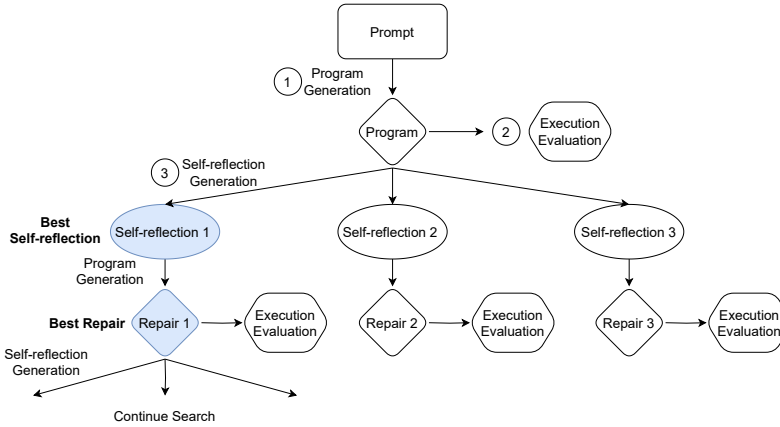 Prompt
1
Program
Generation
Program
2
Execution
Evaluation
3
Self-reflection
Generation
Best
Self-reflection
Self-reflection 1
Self-reflection 2
Self-reflection 3
Program
Generation
Best Repair
Repair 1
Execution
Evaluation
Repair 2
Execution
Evaluation
Repair 3
Execution
Evaluation
Self-reflection
Generation
Continue Search